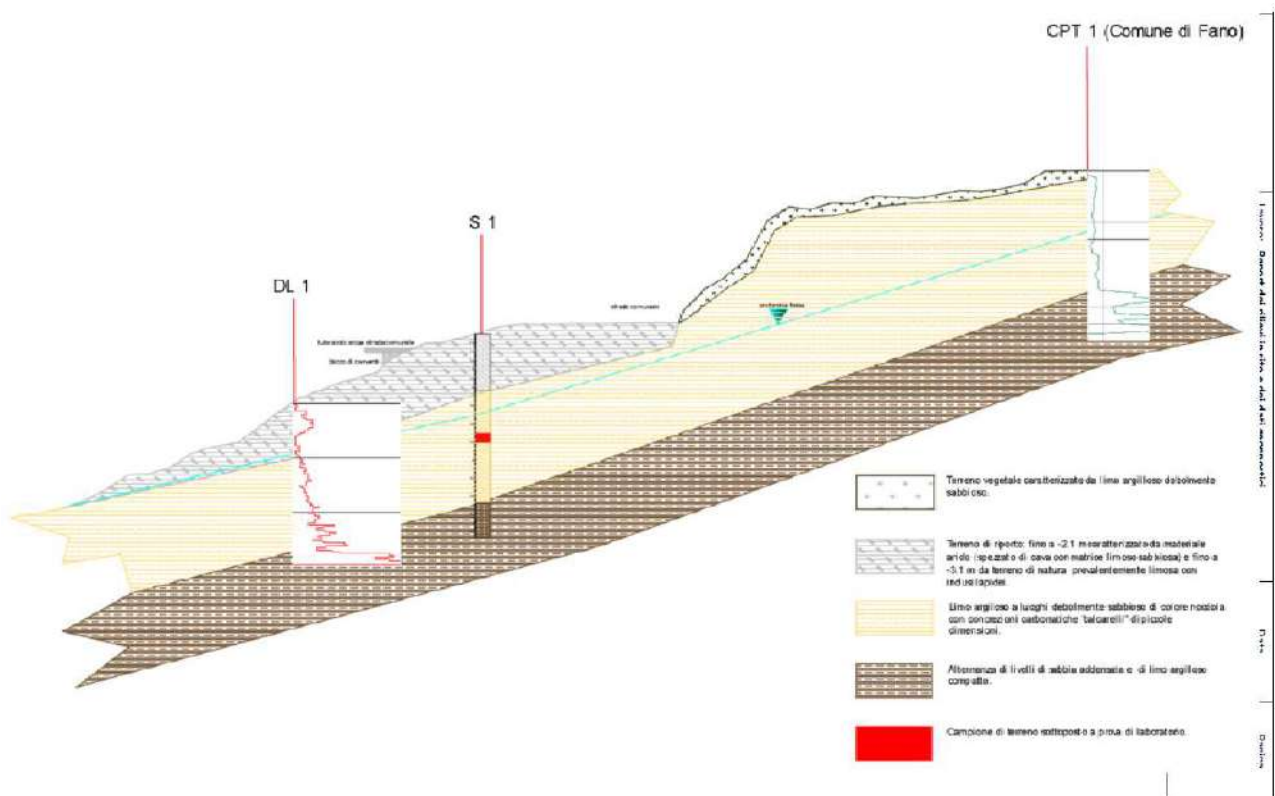 CPT 1 (Comune di Fano)
S 1
DL 1
strada comunale
Terreno vegetale caratterizzato da limo argilloso debolmente
sabbioso.
Terreno di riporto: fino a -2.1 m caratterizzato da materiale
arido (spezzato di cava con matrice limoso-sabbiosa) e fino a
-3.1 m da terreno di natura prevalentemente limosa con
inclusi lapidei.
Limo argilloso a luoghi debolmente sabbioso di colore nocciola
con concrezioni carbonatiche "calcarelli" di piccole
dimensioni.
Alternanza di livelli di sabbia addensata e di limo argilloso
compatto.
Campione di terreno sottoposto a prova di laboratorio.